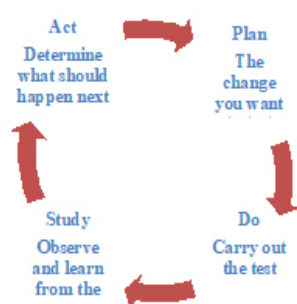 Act
Determine
what should
happen next
Plan
The
change
you want
Do
Carry out
the test
Study
Observe
and learn
from the